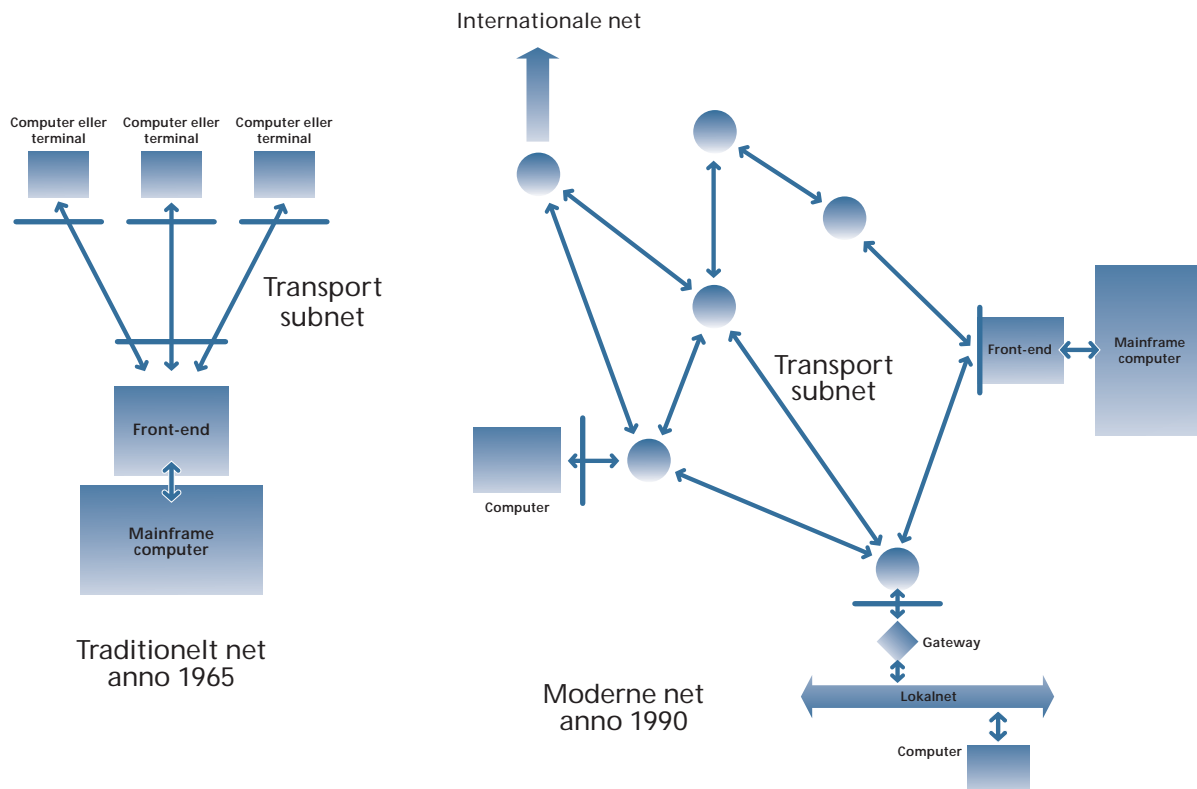 Internationale net
Computer eller
terminal
Computer eller
terminal
Computer eller
terminal
Transport
subnet
Front-end
Mainframe
computer
Traditionelt net
anno 1965
Transport
subnet
Front-end
Mainframe
computer
Computer
Gateway
Lokalnet
Computer
Moderne net
anno 1990